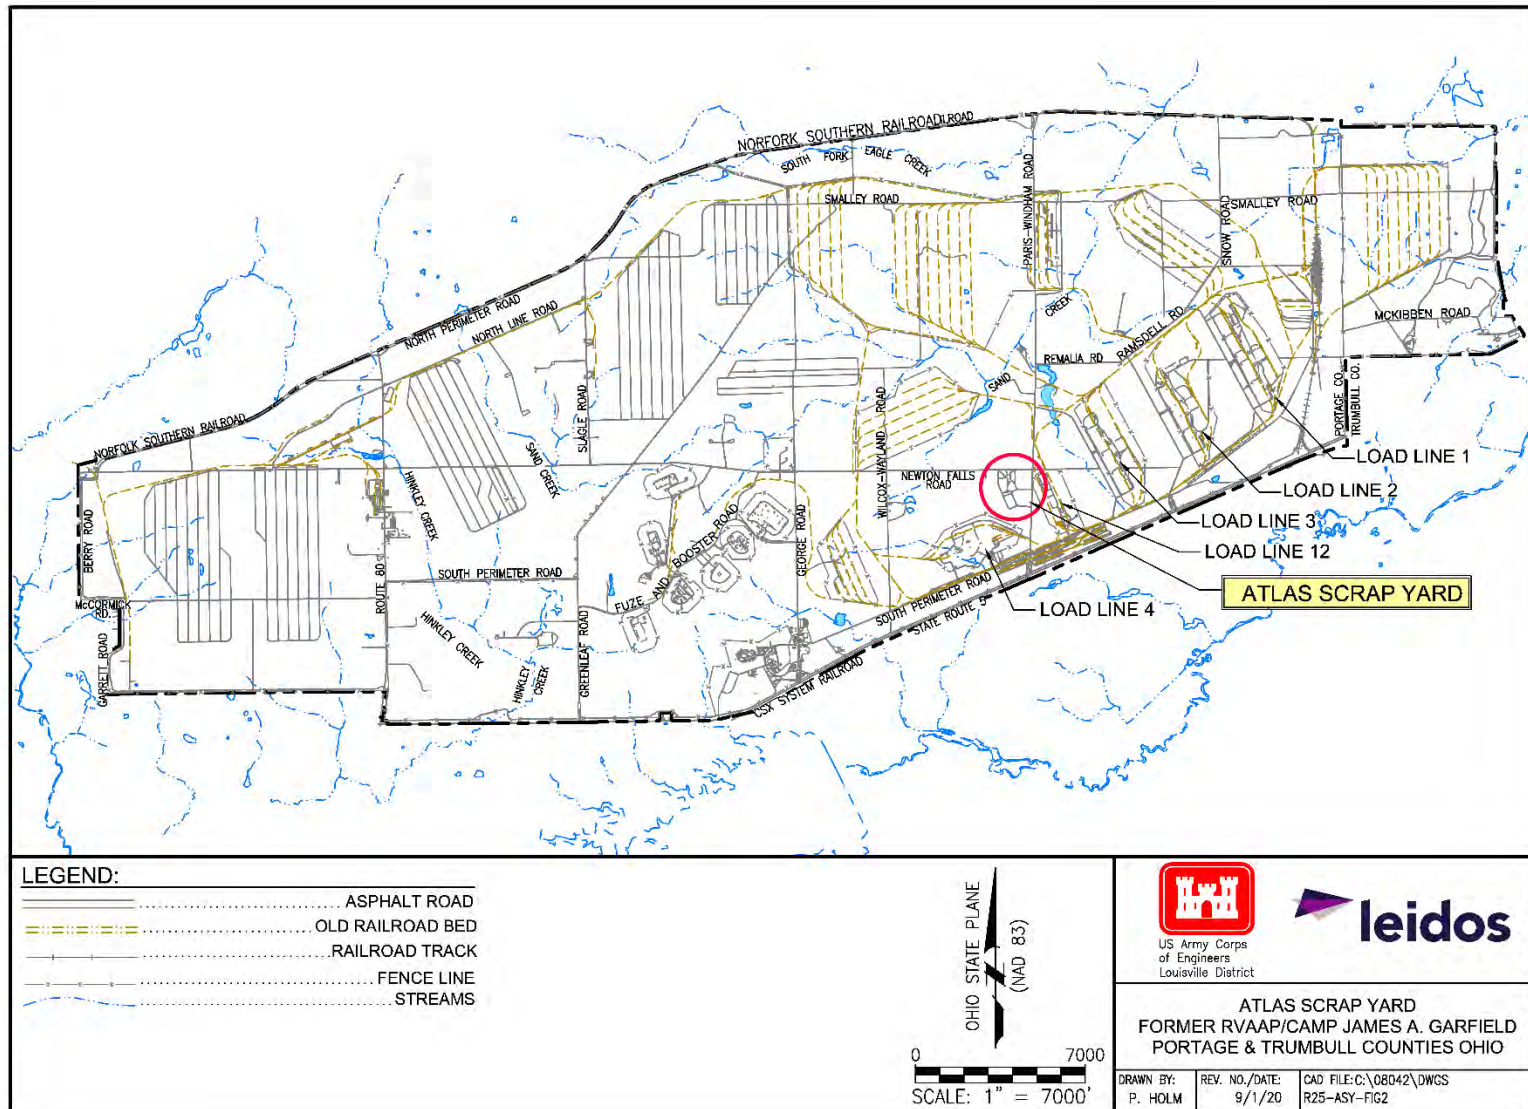 NORFORK SOUTHERN RAILROAD
ROAD
SOUTH FORK EAGLE CREEK
SMALLEY ROAD
PARIS-WINDHAM ROAD
SNOW ROAD
SMALLEY ROAD
NORTH PERIMETER ROAD
NORTH LINE ROAD
CREEK
RAMSDELL RD
MCKIBBEN ROAD
REMALIA RD
SAND
PORTAGE CO.
TRUMBULL CO.
SLAGLE ROAD
WILCOX-WAYLAND ROAD
NORFOLK SOUTHERN RAILROAD
SAND CREEK
HINKLEY CREEK
NEWTON FALLS
ROAD
LOAD LINE 1
LOAD LINE 2
LOAD LINE 3
LOAD LINE 12
BERRY ROAD
ROUTE 80
SOUTH PERIMETER ROAD
FUZE AND BOOSTER ROAD
GEORGE ROAD
ATLAS SCRAP YARD
McCORMICK
RD.
LOAD LINE 4
SOUTH PERIMETER ROAD
STATE ROUTE 5
GARRETT ROAD
HINKLEY CREEK
HINKLEY
CREEK
GREENLEAF ROAD
CSX SYSTEM RAILROAD
LEGEND:
ASPHALT ROAD
OLD RAILROAD BED
RAILROAD TRACK
FENCE LINE
STREAMS
OHIO STATE PLANE
(NAD 83)
0 7000
SCALE: 1" = 7000'
US Army Corps
of Engineers
Louisville District
leidos
ATLAS SCRAP YARD
FORMER RVAAP/CAMP JAMES A. GARFIELD
PORTAGE & TRUMBULL COUNTIES OHIO
DRAWN BY:
P. HOLM
REV. NO./DATE:
9/1/20
CAD FILE:C:\08042\DWGS
R25-ASY-FIG2